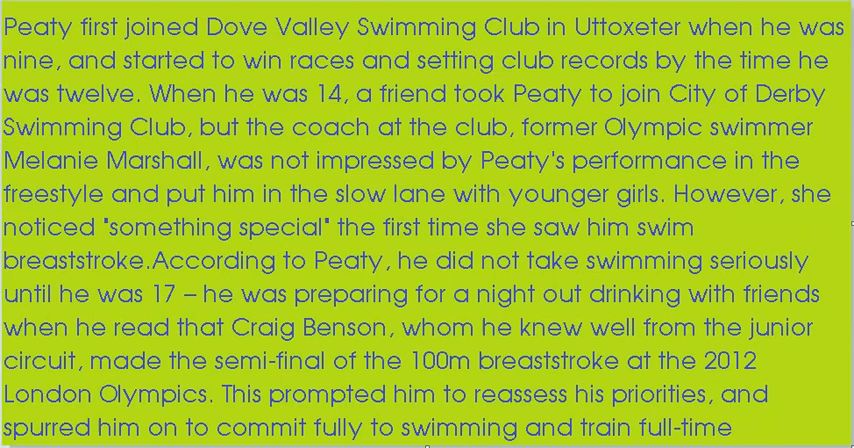 Peaty first joined Dove Valley Swimming Club in Uttoxeter when he was
nine, and started to win races and setting club records by the time he
was twelve. When he was 14, a friend took Peaty to join City of Derby
Swimming Club, but the coach at the club, former Olympic swimmer
Melanie Marshall, was not impressed by Peaty's performance in the
freestyle and put him in the slow lane with younger girls. However, she
noticed "something special" the first time she saw him swim
breaststroke.According to Peaty, he did not take swimming seriously
until he was 17 – he was preparing for a night out drinking with friends
when he read that Craig Benson, whom he knew well from the junior
circuit, made the semi-final of the 100m breaststroke at the 2012
London Olympics. This prompted him to reassess his priorities, and
spurred him on to commit fully to swimming and train full-time